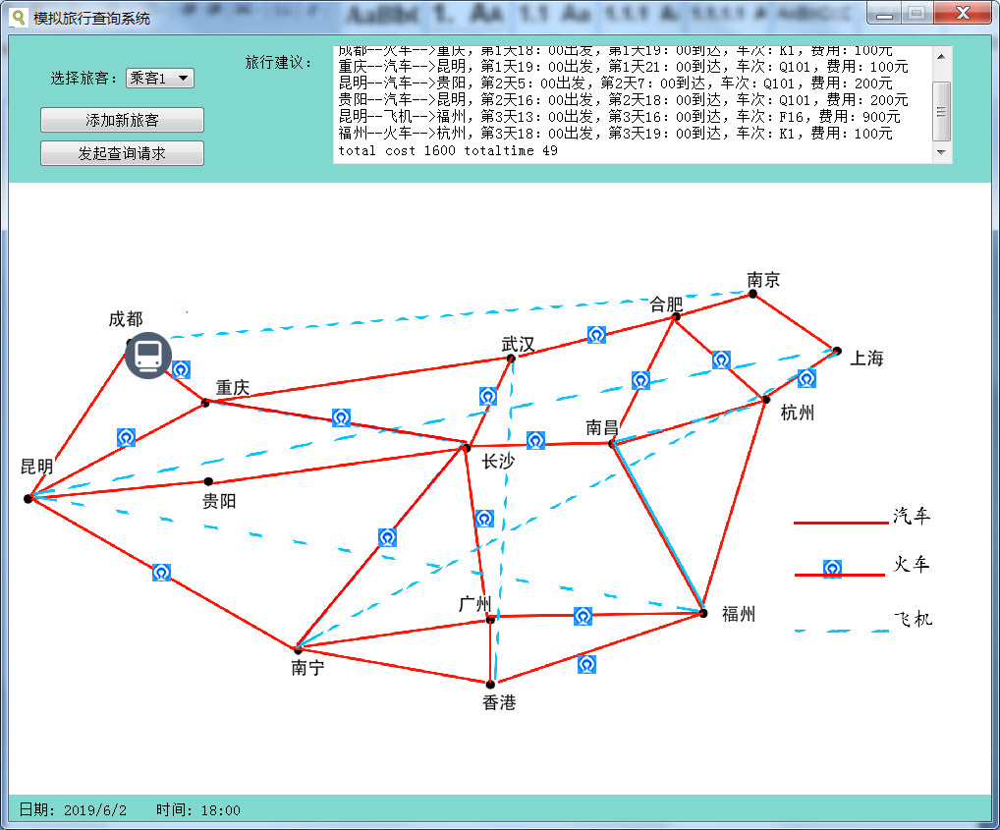 模拟旅行查询系统
选择旅客：
乘客1
添加新旅客
发起查询请求
旅行建议：
成都--火车-->重庆，第1天18：00出发，第1天19：00到达，车次：K1，费用：100元
重庆--汽车-->昆明，第1天19：00出发，第1天21：00到达，车次：Q101，费用：100元
昆明--汽车-->贵阳，第2天5：00出发，第2天7：00到达，车次：Q101，费用：200元
贵阳--汽车-->昆明，第2天16：00出发，第2天18：00到达，车次：Q101，费用：200元
昆明--飞机-->福州，第3天13：00出发，第3天16：00到达，车次：F16，费用：900元
福州--火车-->杭州，第3天18：00出发，第3天19：00到达，车次：K1，费用：100元
total cost 1600 totaltime 49
南京
合肥
成都
武汉
上海
重庆
杭州
南昌
昆明
长沙
贵阳
汽车
火车
广州
福州
飞机
南宁
香港
日期：2019/6/2 时间：18:00